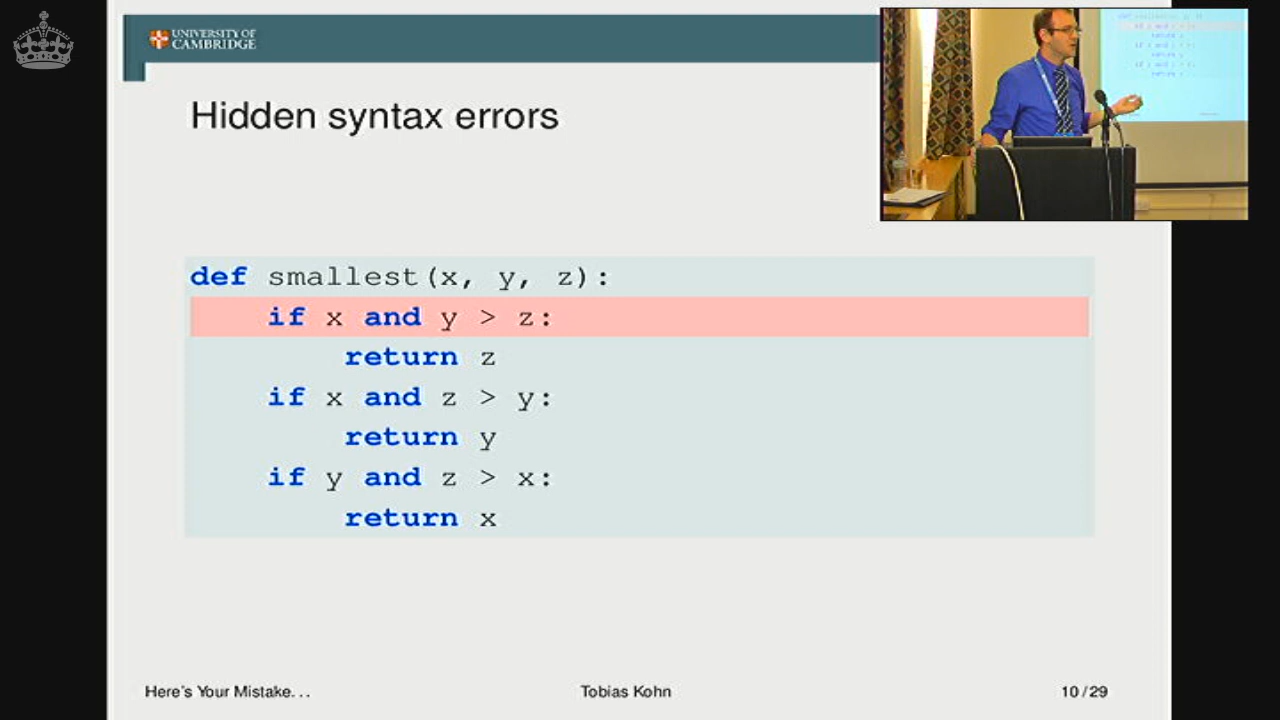 UNIVERSITY OF
CAMBRIDGE
Hidden syntax errors
def smallest(x, y, z):
if x and y > z:
return z
if x and z > y:
return y
if y and z > x:
return x
Here's Your Mistake...
Tobias Kohn
10 / 29